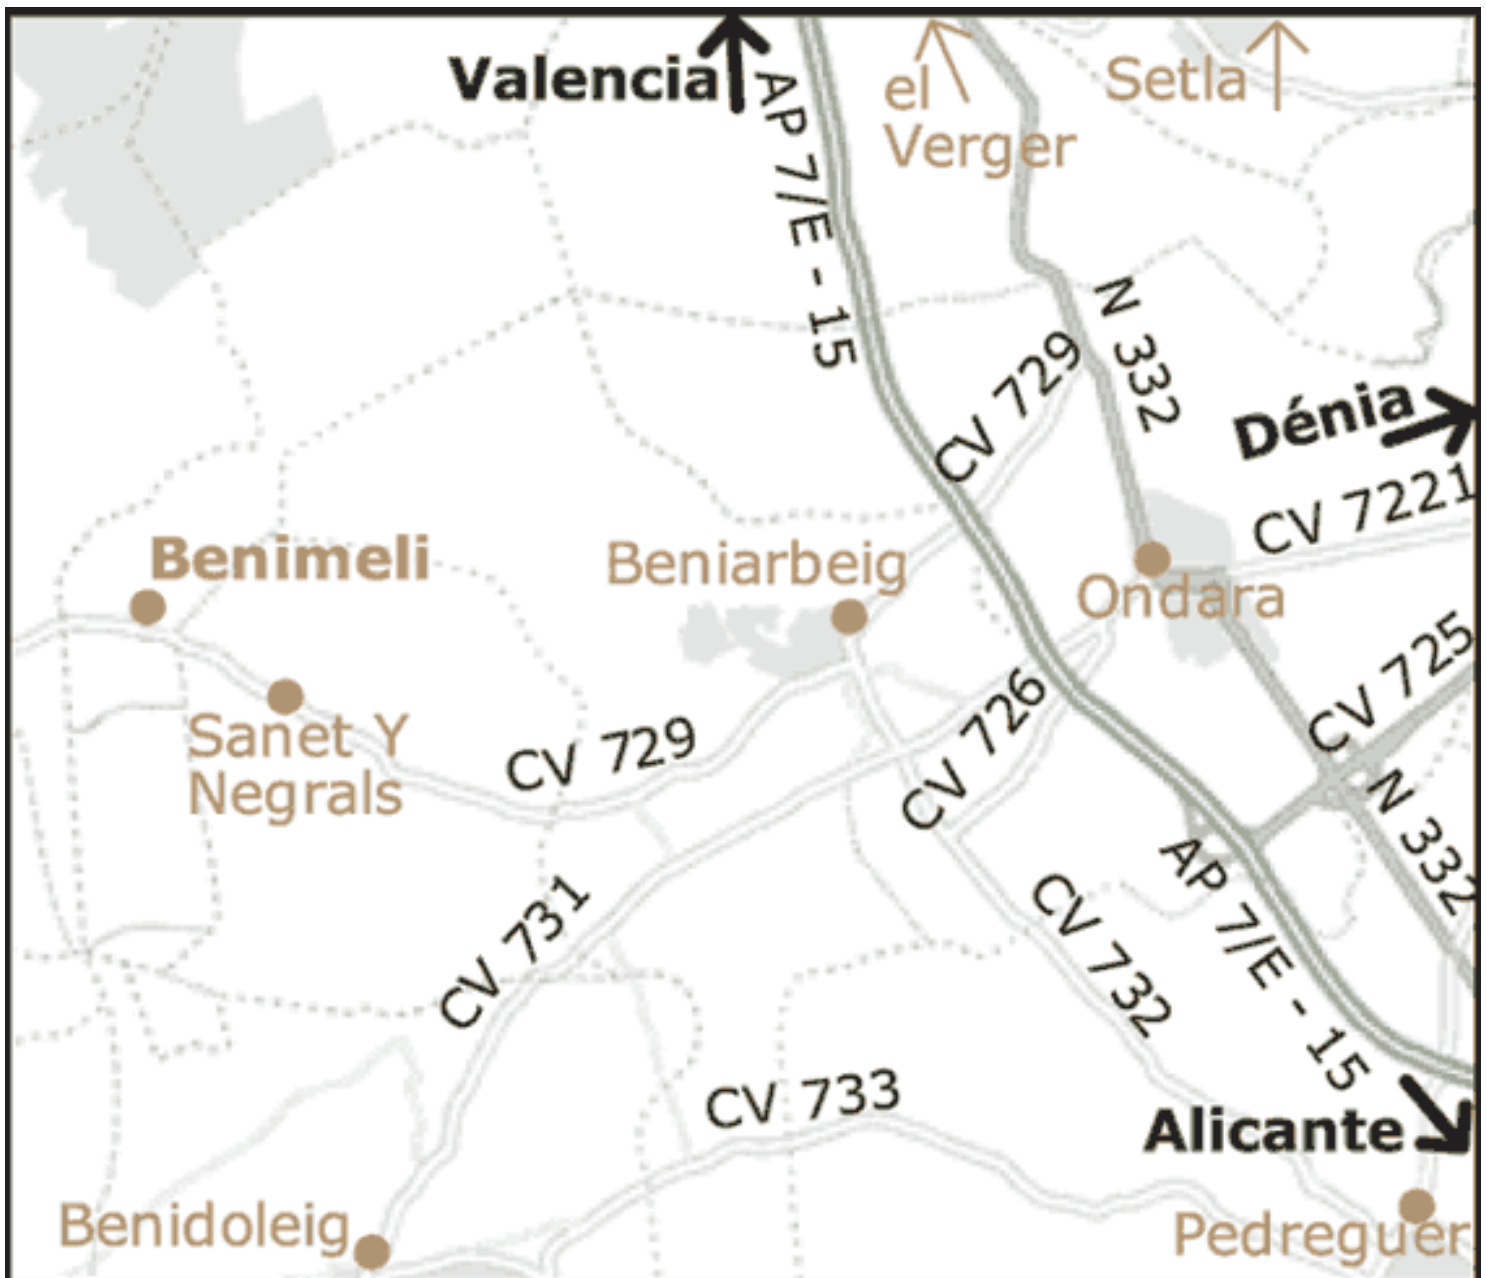 Valencia
el
Verger
Setla
AP 7/E - 15
N 332
CV 729
Dénia
CV 7221
Benimeli
Beniarbeig
Ondara
CV 725
Sanet Y
Negrals
CV 729
CV 726
N 332
AP 7/E - 15
CV 731
CV 732
CV 733
Alicante
Benidoleig
Pedreguer